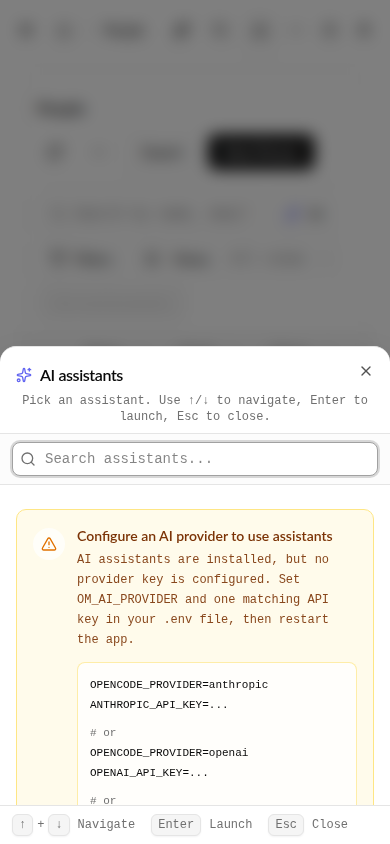 AI assistants
Pick an assistant. Use ↑/↓ to navigate, Enter to
launch, Esc to close.
Search assistants...
Configure an AI provider to use assistants
AI assistants are installed, but no
provider key is configured. Set
OM_AI_PROVIDER and one matching API
key in your .env file, then restart
the app.
OPENCODE_PROVIDER=anthropic
ANTHROPIC_API_KEY=...
# or
OPENCODE_PROVIDER=openai
OPENAI_API_KEY=...
# or
↑ + ↓ Navigate Enter Launch Esc Close